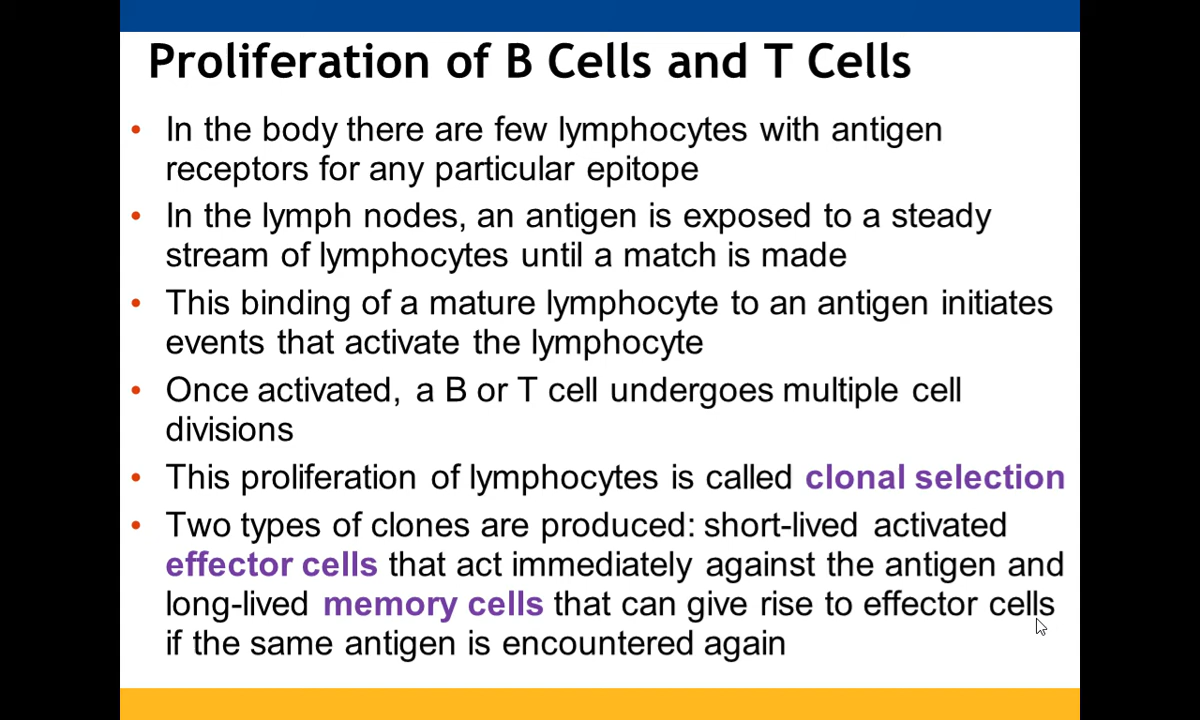 Proliferation of B Cells and T Cells
• In the body there are few lymphocytes with antigen
receptors for any particular epitope
• In the lymph nodes, an antigen is exposed to a steady
stream of lymphocytes until a match is made
• This binding of a mature lymphocyte to an antigen initiates
events that activate the lymphocyte
• Once activated, a B or T cell undergoes multiple cell
divisions
• This proliferation of lymphocytes is called clonal selection
• Two types of clones are produced: short-lived activated
effector cells that act immediately against the antigen and
long-lived memory cells that can give rise to effector cells
if the same antigen is encountered again